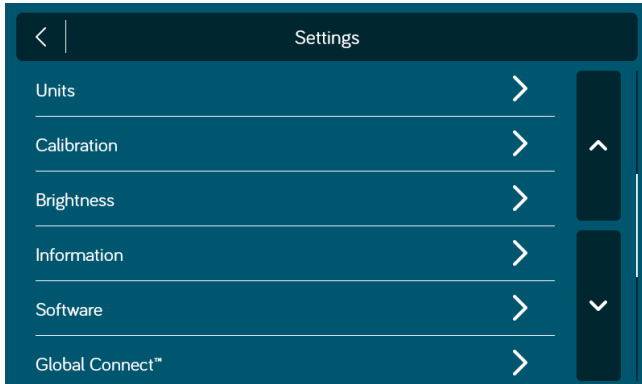 Settings
Units
Calibration
Brightness
Information
Software
Global Connect™